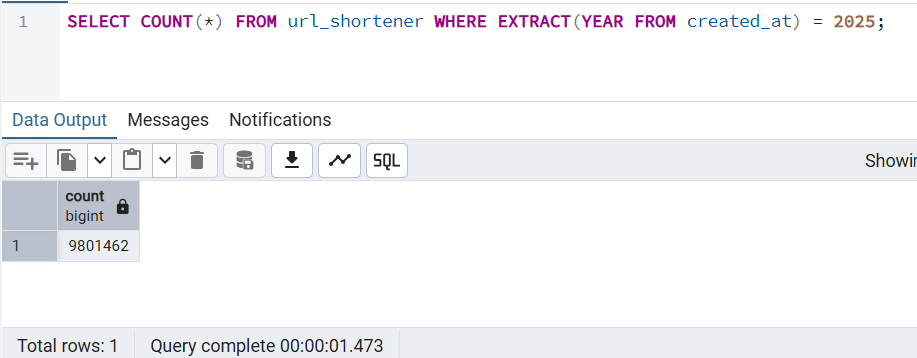 1 SELECT COUNT(*) FROM url_shortener WHERE EXTRACT(YEAR FROM created_at) = 2025;
Data Output Messages Notifications
SQL
count
bigint
1 9801462
Total rows: 1 Query complete 00:00:01.473